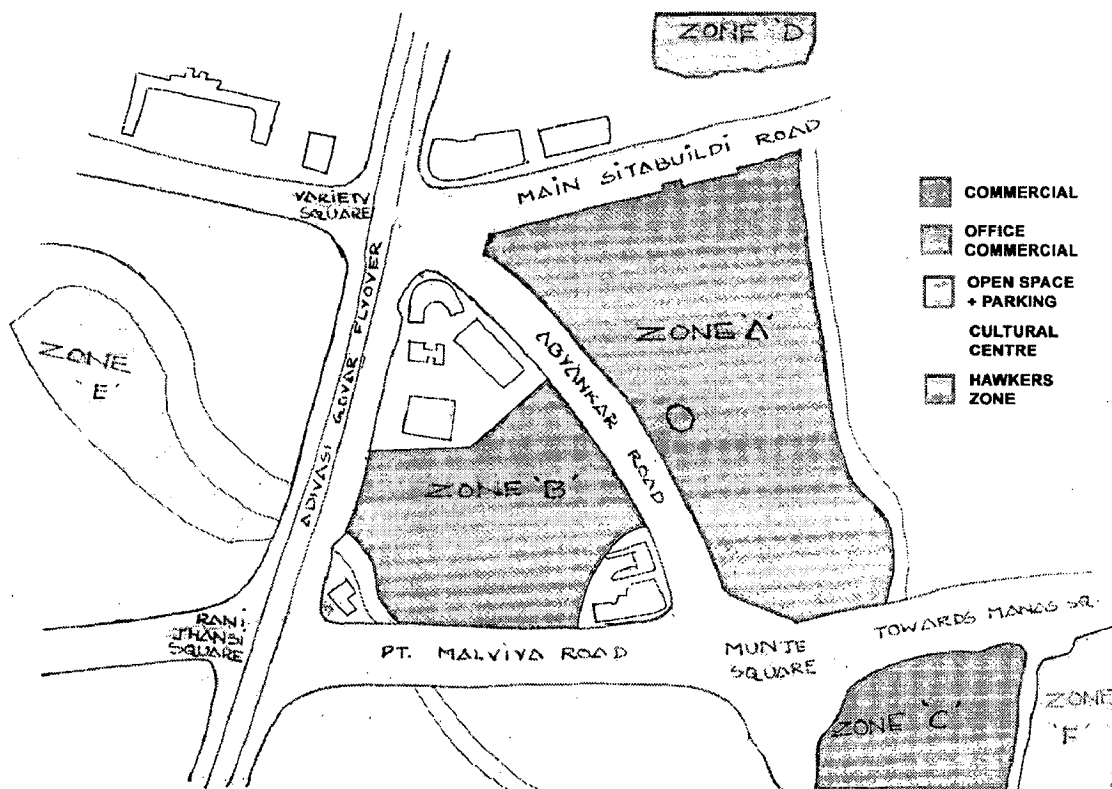 ZONE 'D'
MAIN SITABUILDI ROAD
VARIETY
SQUARE
COMMERCIAL
OFFICE
COMMERCIAL
OPEN SPACE
+ PARKING
CULTURAL
CENTRE
HAWKERS
ZONE
ZONE 'A'
ZONE
'E'
ADIVASI GOVAR FLYOVER
ABYANKAR ROAD
ZONE 'B'
RANI
JHANSI
SQUARE
PT. MALVIYA ROAD
MUNJE
SQUARE
TOWARDS MANAS SQ.
ZONE 'C'
ZONE
'F'